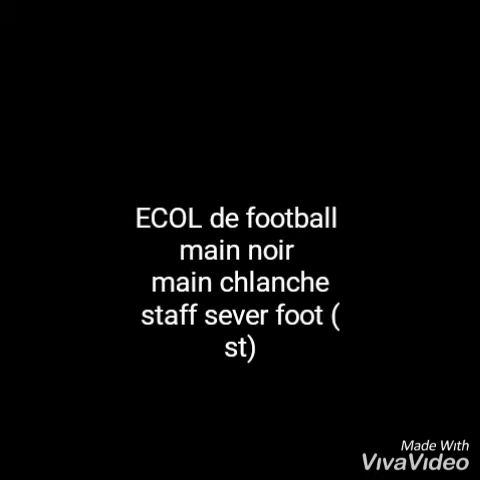 ECOL de football
main noir
main chlanche
staff sever foot (
st)
Made With
VivaVideo